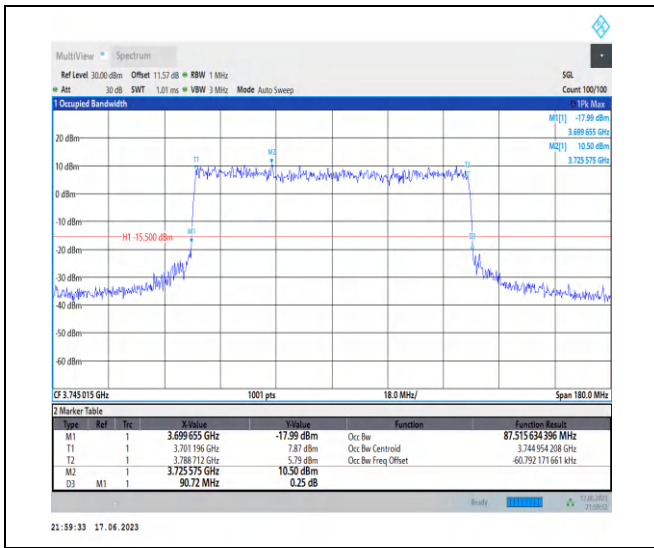 MultiView Spectrum
Ref Level 30.00 dBm Offset 11.57 dB RBW 1 MHz SGL
Att 30 dB SWT 1.01 ms VBW 3 MHz Mode Auto Sweep Count 100/100
1 Occupied Bandwidth 1Pk Max
M1[1] -17.99 dBm
3.699 655 GHz
M2[1] 10.50 dBm
3.725 575 GHz
20 dBm
M2
T1
T2
10 dBm
0 dBm
-10 dBm
M1
H1 -15.500 dBm
D3
-20 dBm
-30 dBm
-40 dBm
-50 dBm
-60 dBm
CF 3.745 015 GHz 1001 pts 18.0 MHz/ Span 180.0 MHz
2 Marker Table
Type Ref Trc X-Value Y-Value Function Function Result
M1 1 3.699 655 GHz -17.99 dBm Occ Bw 87.515 634 396 MHz
T1 1 3.701 196 GHz 7.87 dBm Occ Bw Centroid 3.744 954 208 GHz
T2 1 3.788 712 GHz 5.79 dBm Occ Bw Freq Offset -60.792 171 661 kHz
M2 1 3.725 575 GHz 10.50 dBm
D3 M1 1 90.72 MHz 0.25 dB
Ready 17.06.2023
21:59:32
21:59:33 17.06.2023